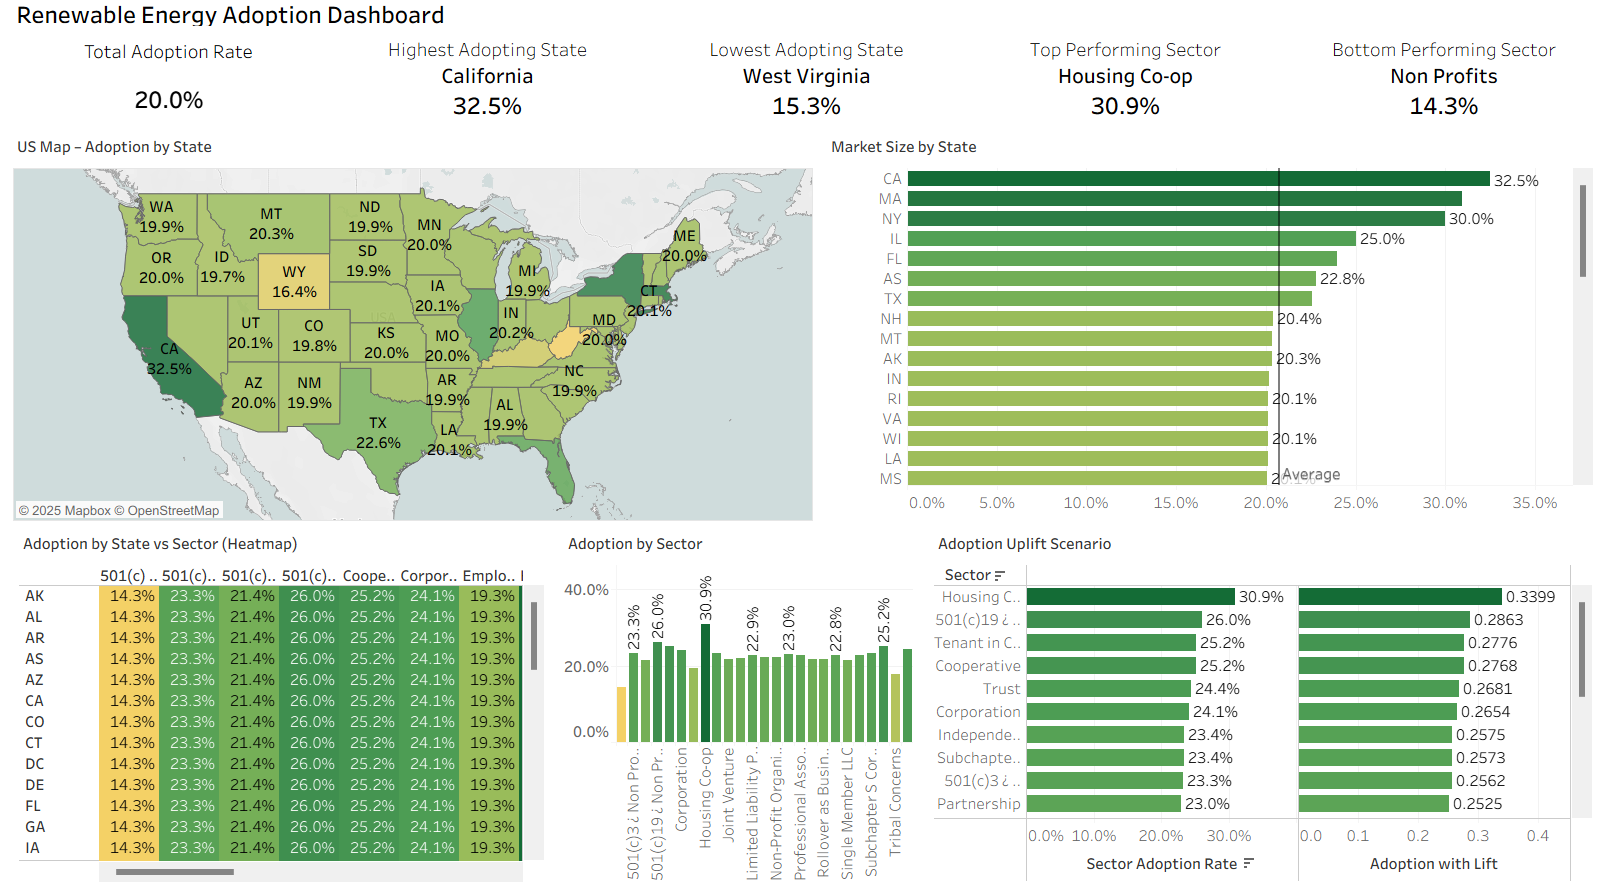 Renewable Energy Adoption Dashboard
Total Adoption Rate
20.0%
Highest Adopting State
California
32.5%
Lowest Adopting State
West Virginia
15.3%
Top Performing Sector
Housing Co-op
30.9%
Bottom Performing Sector
Non Profits
14.3%
US Map – Adoption by State
WA
19.9%
MT
20.3%
ND
19.9%
MN
20.0%
ME
20.0%
OR
20.0%
ID
19.7%
WY
16.4%
SD
19.9%
MI
19.9%
CT
20.1%
IA
20.1%
USA
UT
20.1%
CO
19.8%
KS
20.0%
MO
20.0%
IN
20.2%
MD
20.0%
CA
32.5%
AZ
20.0%
NM
19.9%
AR
19.9%
NC
19.9%
AL
19.9%
TX
22.6%
LA
20.1%
© 2025 Mapbox © OpenStreetMap
Market Size by State
CA 32.5%
MA
NY 30.0%
IL 25.0%
FL
AS 22.8%
TX
NH 20.4%
MT
AK 20.3%
IN
RI 20.1%
VA
WI 20.1%
LA
MS
Average
0.0% 5.0% 10.0% 15.0% 20.0% 25.0% 30.0% 35.0%
Adoption by State vs Sector (Heatmap)
501(c) .. 501(c).. 501(c).. 501(c).. Coope.. Corpor.. Emplo..
AK 14.3% 23.3% 21.4% 26.0% 25.2% 24.1% 19.3%
AL 14.3% 23.3% 21.4% 26.0% 25.2% 24.1% 19.3%
AR 14.3% 23.3% 21.4% 26.0% 25.2% 24.1% 19.3%
AS 14.3% 23.3% 21.4% 26.0% 25.2% 24.1% 19.3%
AZ 14.3% 23.3% 21.4% 26.0% 25.2% 24.1% 19.3%
CA 14.3% 23.3% 21.4% 26.0% 25.2% 24.1% 19.3%
CO 14.3% 23.3% 21.4% 26.0% 25.2% 24.1% 19.3%
CT 14.3% 23.3% 21.4% 26.0% 25.2% 24.1% 19.3%
DC 14.3% 23.3% 21.4% 26.0% 25.2% 24.1% 19.3%
DE 14.3% 23.3% 21.4% 26.0% 25.2% 24.1% 19.3%
FL 14.3% 23.3% 21.4% 26.0% 25.2% 24.1% 19.3%
GA 14.3% 23.3% 21.4% 26.0% 25.2% 24.1% 19.3%
IA 14.3% 23.3% 21.4% 26.0% 25.2% 24.1% 19.3%
Adoption by Sector
40.0%
20.0%
0.0%
23.3%
26.0%
30.9%
22.9%
23.0%
22.8%
25.2%
501(c)3 ¿ Non Pro..
501(c)19 ¿ Non Pr..
Corporation
Housing Co-op
Joint Venture
Limited Liability P..
Non-Profit Organi..
Professional Asso..
Rollover as Busin..
Single Member LLC
Subchapter S Cor..
Tribal Concerns
Adoption Uplift Scenario
Sector
Housing C.. 30.9% 0.3399
501(c)19 ¿ .. 26.0% 0.2863
Tenant in C.. 25.2% 0.2776
Cooperative 25.2% 0.2768
Trust 24.4% 0.2681
Corporation 24.1% 0.2654
Independe.. 23.4% 0.2575
Subchapte.. 23.4% 0.2573
501(c)3 ¿ .. 23.3% 0.2562
Partnership 23.0% 0.2525
0.0% 10.0% 20.0% 30.0% 0.0 0.1 0.2 0.3 0.4
Sector Adoption Rate
Adoption with Lift